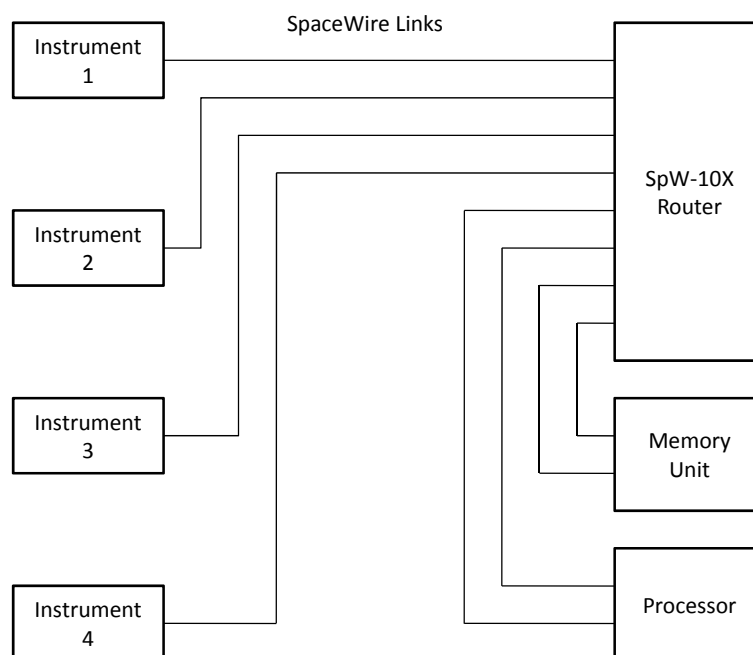 SpaceWire Links
Instrument
1
Instrument
2
Instrument
3
Instrument
4
SpW-10X
Router
Memory
Unit
Processor